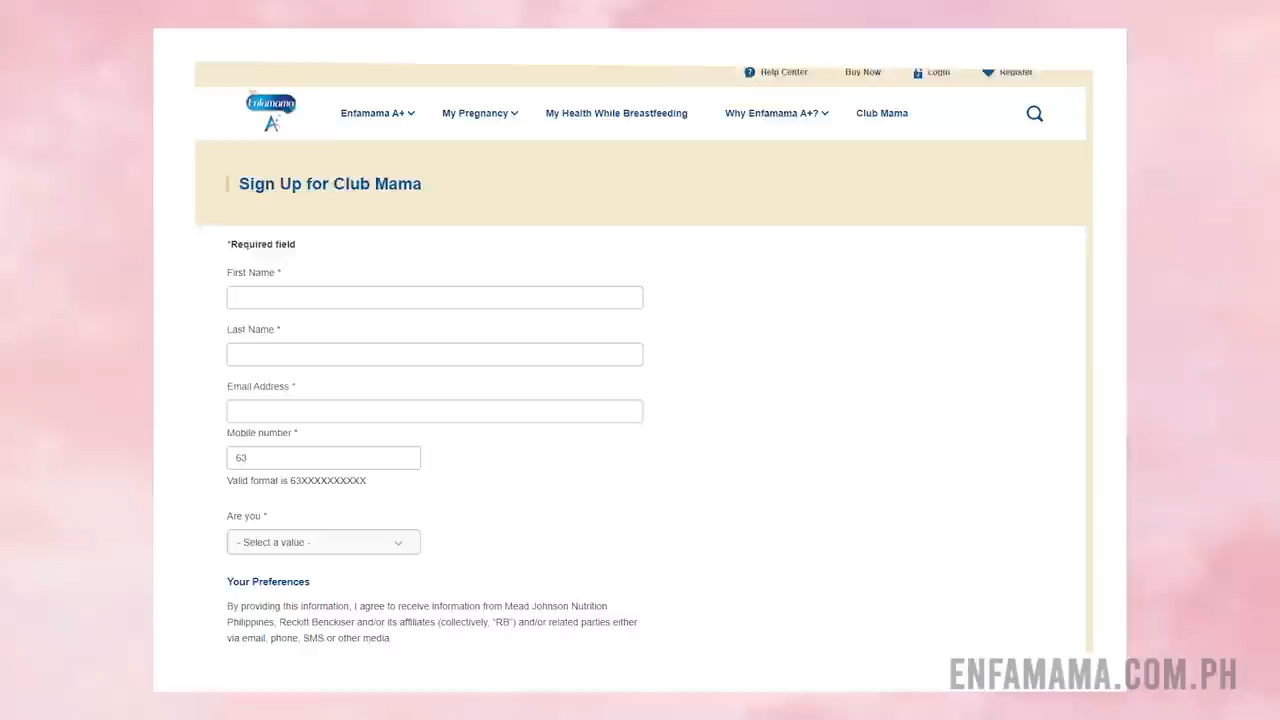 Help Center Buy Now Login Register
Enfamama
A+
Enfamama A+ My Pregnancy My Health While Breastfeeding Why Enfamama A+? Club Mama
Sign Up for Club Mama
*Required field
First Name *
Last Name *
Email Address *
Mobile number *
63
Valid format is 63XXXXXXXXXX
Are you *
- Select a value -
Your Preferences
By providing this information, I agree to receive information from Mead Johnson Nutrition
Philippines, Reckitt Benckiser and/or its affiliates (collectively, "RB") and/or related parties either
via email, phone, SMS or other media
ENFAMAMA.COM.PH